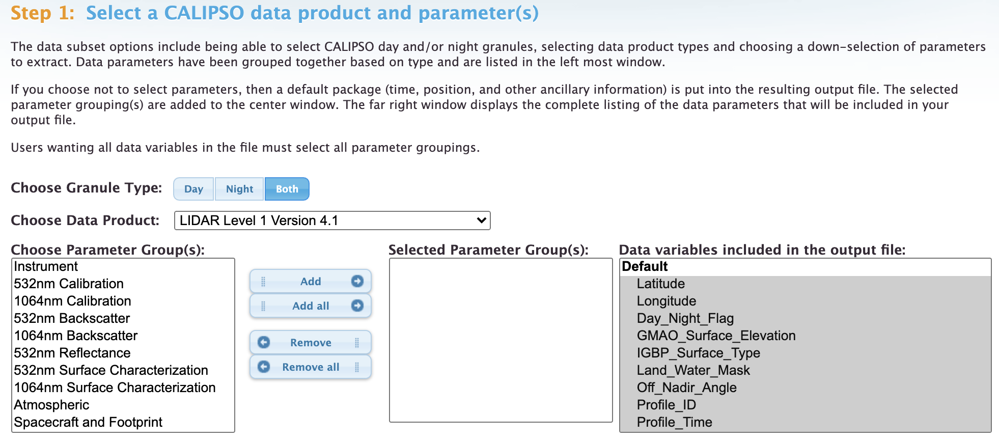 Step 1: Select a CALIPSO data product and parameter(s)
The data subset options include being able to select CALIPSO day and/or night granules, selecting data product types and choosing a down-selection of parameters
to extract. Data parameters have been grouped together based on type and are listed in the left most window.
If you choose not to select parameters, then a default package (time, position, and other ancillary information) is put into the resulting output file. The selected
parameter grouping(s) are added to the center window. The far right window displays the complete listing of the data parameters that will be included in your
output file.
Users wanting all data variables in the file must select all parameter groupings.
Choose Granule Type: Day Night Both
Choose Data Product: LIDAR Level 1 Version 4.1
Choose Parameter Group(s):
Instrument
532nm Calibration
1064nm Calibration
532nm Backscatter
1064nm Backscatter
532nm Reflectance
532nm Surface Characterization
1064nm Surface Characterization
Atmospheric
Spacecraft and Footprint
Add
Add all
Remove
Remove all
Selected Parameter Group(s):
Data variables included in the output file:
Default
Latitude
Longitude
Day_Night_Flag
GMAO_Surface_Elevation
IGBP_Surface_Type
Land_Water_Mask
Off_Nadir_Angle
Profile_ID
Profile_Time